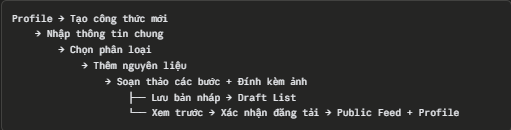 Profile → Tạo công thức mới
→ Nhập thông tin chung
→ Chọn phân loại
→ Thêm nguyên liệu
→ Soạn thảo các bước + Đính kèm ảnh
├── Lưu bản nháp → Draft List
└── Xem trước → Xác nhận đăng tải → Public Feed + Profile